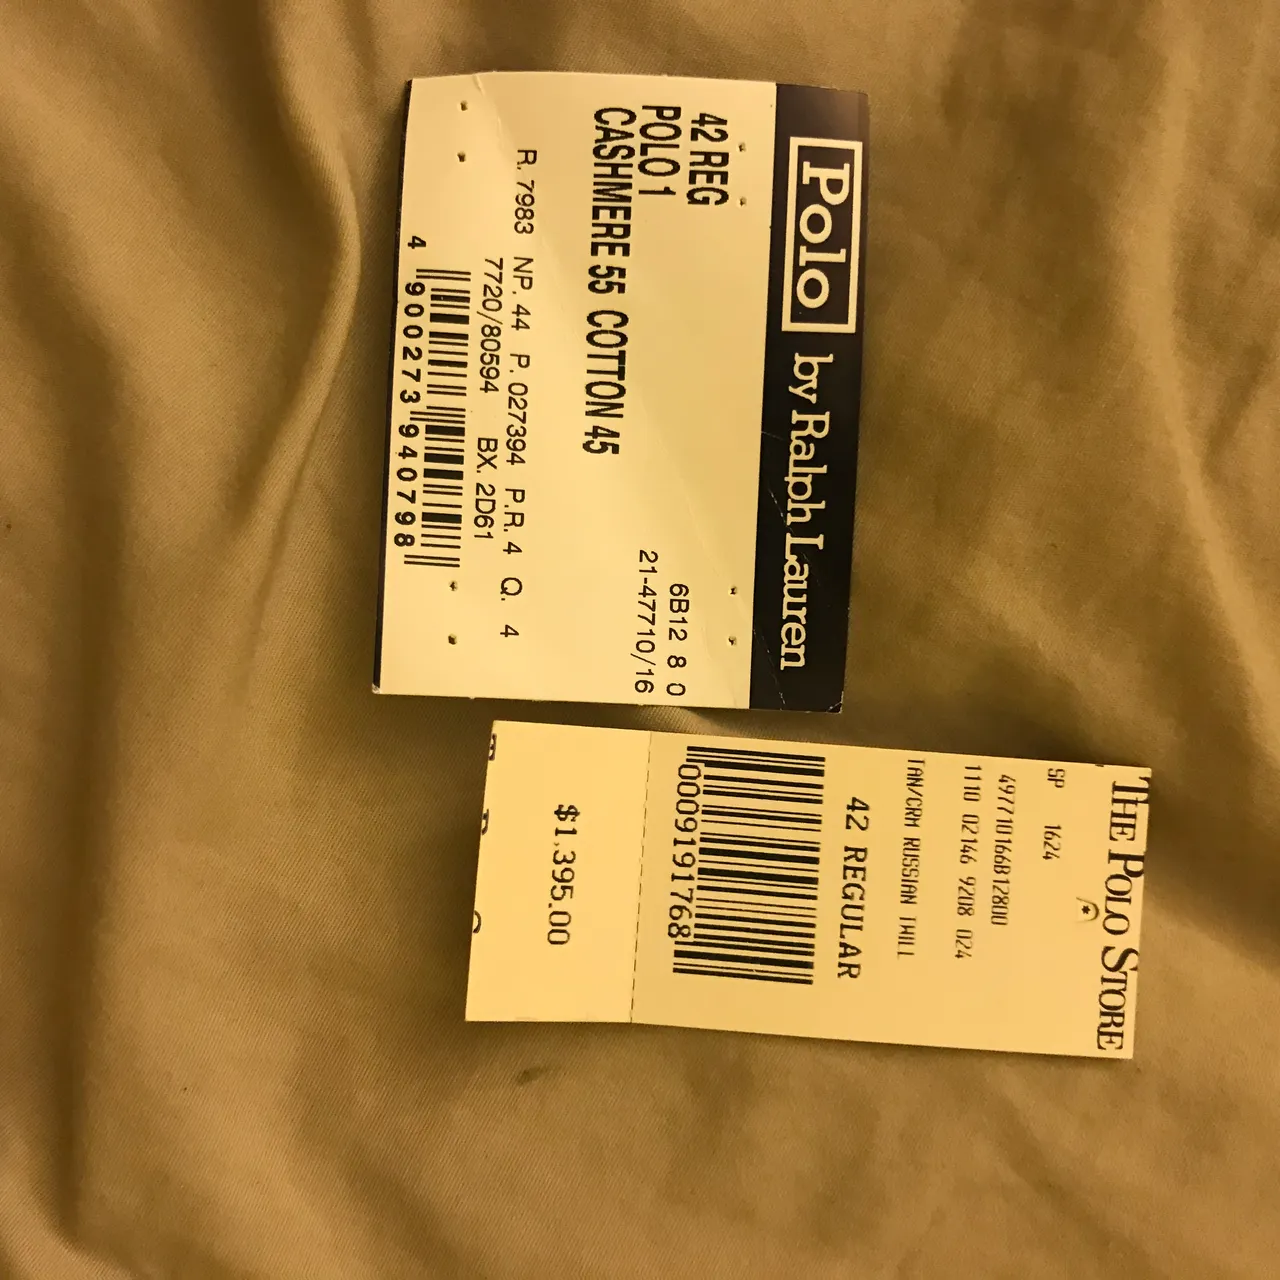 Polo by Ralph Lauren
42 REG
POLO 1
6B12 8 0
21-47710/16
CASHMERE 55 COTTON 45
R. 7983 NP. 44 P. 027394 P.R. 4 Q. 4
7720/80594 BX. 2D61
4 900273 940798
THE POLO STORE
SP 1624
497710166B12800
1110 02146 9208 024
TAN/CRM RUSSIAN TWILL
42 REGULAR
0009191768
$1,395.00